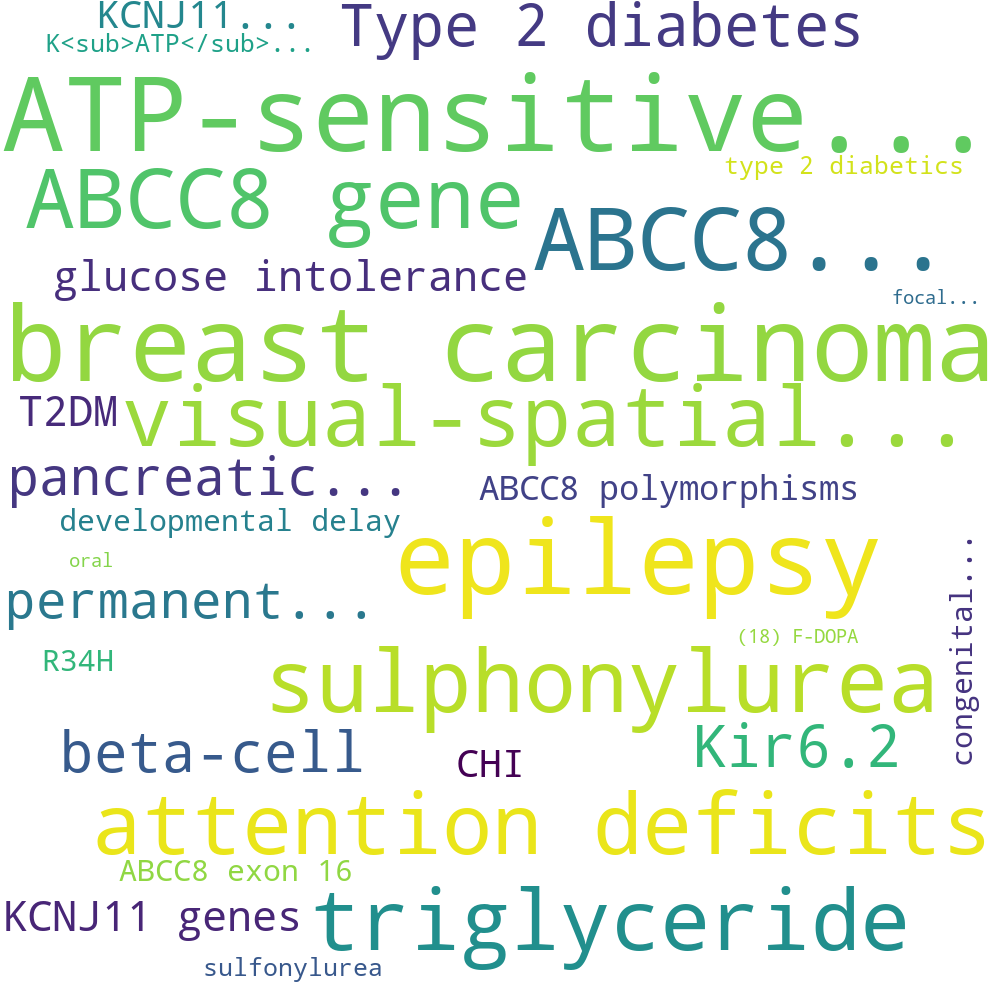 KCNJ11...
Type 2 diabetes
K<sub>ATP</sub>...
ATP-sensitive...
type 2 diabetics
ABCC8 gene
ABCC8...
glucose intolerance
focal...
breast carcinoma
T2DM
visual-spatial...
pancreatic...
ABCC8 polymorphisms
developmental delay
epilepsy
oral
permanent...
congenital...
(18) F-DOPA
R34H
sulphonylurea
beta-cell
CHI
Kir6.2
attention deficits
ABCC8 exon 16
KCNJ11 genes
triglyceride
sulfonylurea